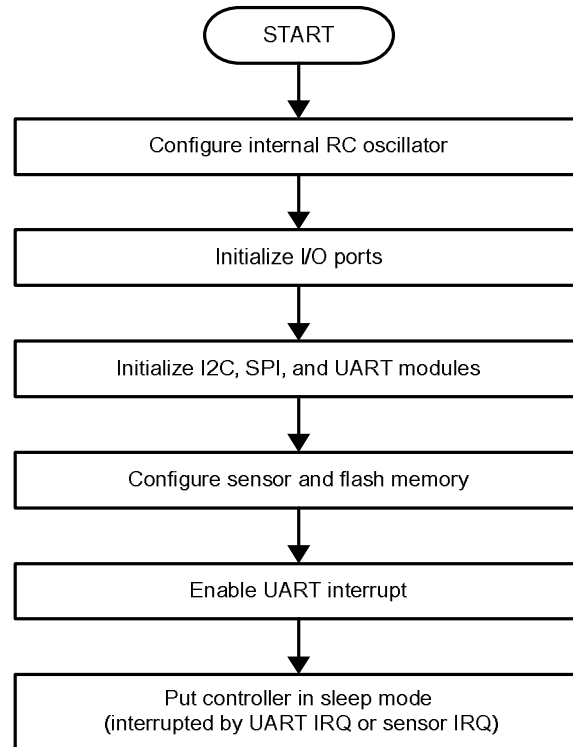 START
Configure internal RC oscillator
Initialize I/O ports
Initialize I2C, SPI, and UART modules
Configure sensor and flash memory
Enable UART interrupt
Put controller in sleep mode
(interrupted by UART IRQ or sensor IRQ)